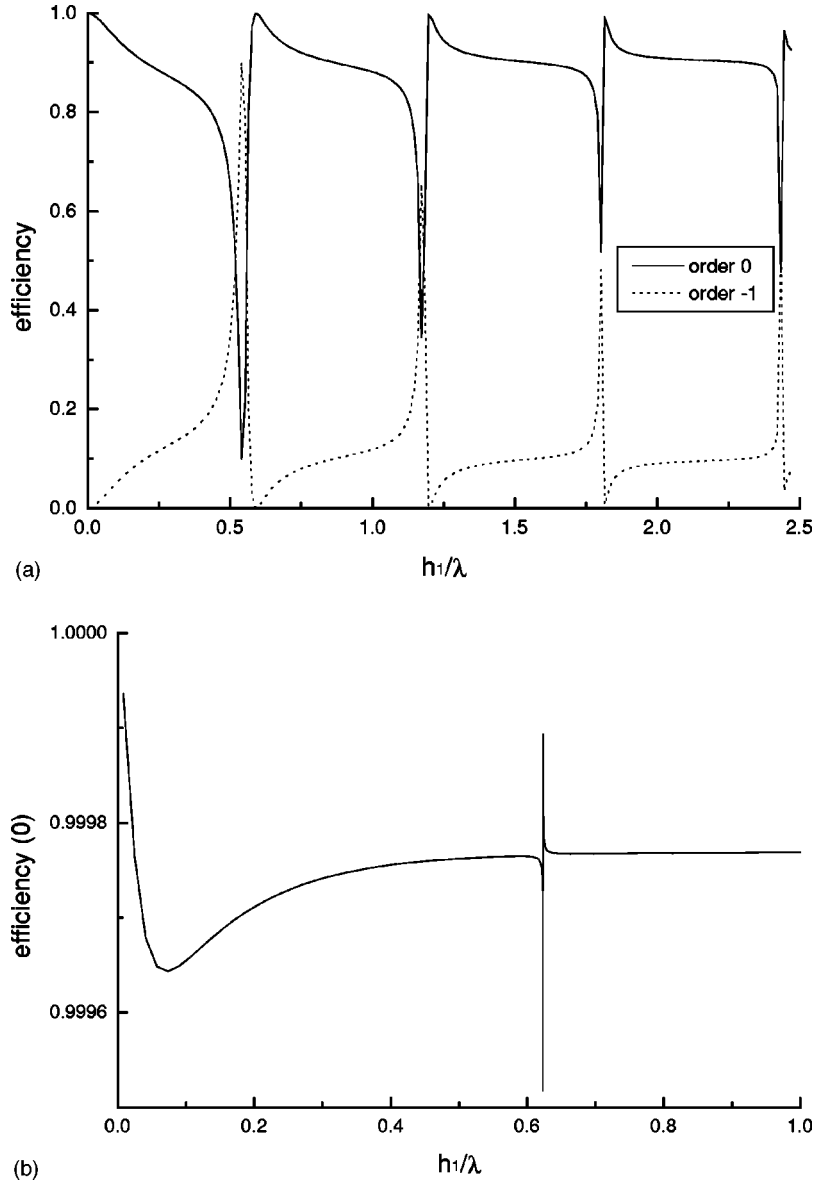 1.0
0.8
0.6
0.4
0.2
0.0
efficiency
order 0
order -1
0.0 0.5 1.0 1.5 2.0 2.5
(a)
h₁/λ
1.0000
0.9998
0.9996
efficiency (0)
0.0 0.2 0.4 0.6 0.8 1.0
(b)
h₁/λ